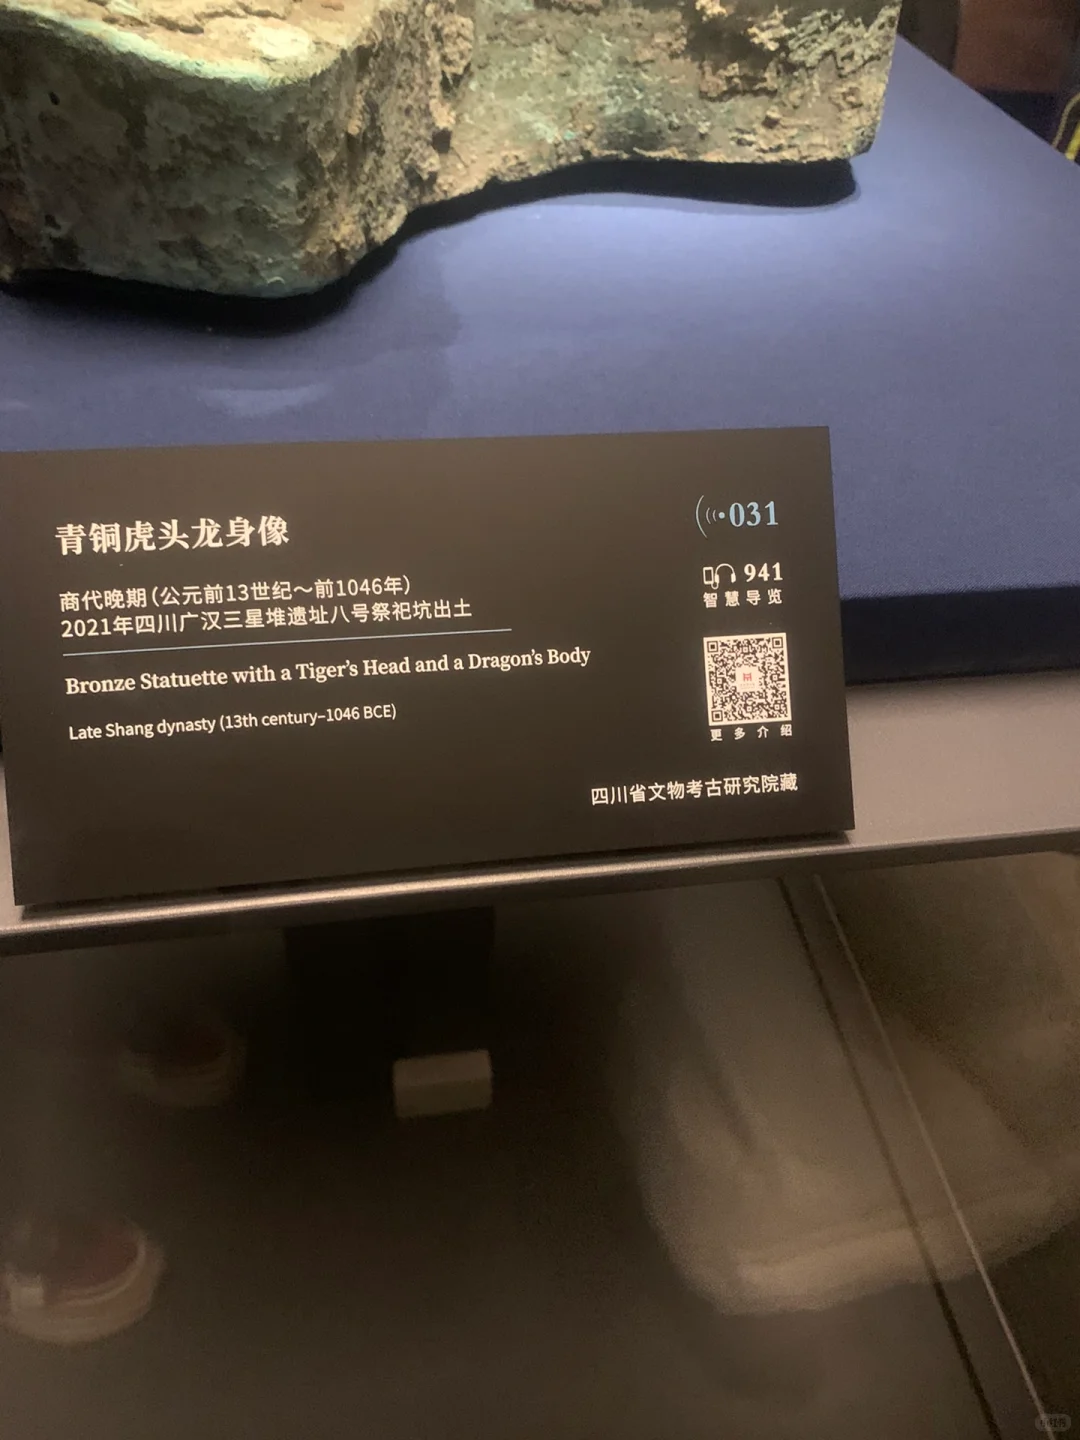 青铜虎头龙身像
商代晚期（公元前13世纪～前1046年）
2021年四川广汉三星堆遗址八号祭祀坑出土
Bronze Statuette with a Tiger's Head and a Dragon's Body
Late Shang dynasty (13th century–1046 BCE)
031
941
智慧导览
更多介绍
四川省文物考古研究院藏